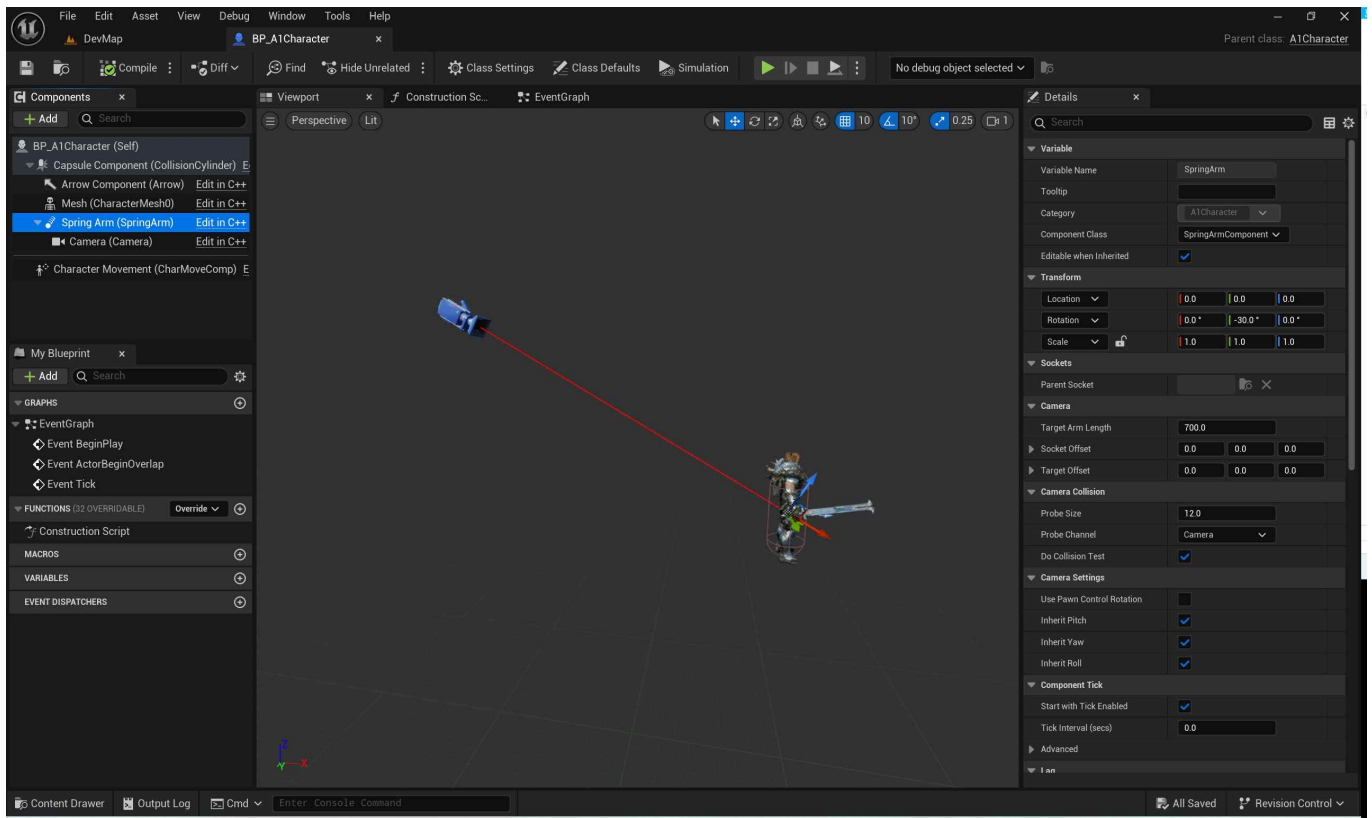 File Edit Asset View Debug Window Tools Help
DevMap BP_A1Character Parent class: A1Character
Compile Diff Find Hide Unrelated Class Settings Class Defaults Simulation No debug object selected
Components
Add Search
BP_A1Character (Self)
Capsule Component (CollisionCylinder) E
Arrow Component (Arrow) Edit in C++
Mesh (CharacterMesh0) Edit in C++
Spring Arm (SpringArm) Edit in C++
Camera (Camera) Edit in C++
Character Movement (CharMoveComp) E
My Blueprint
Add Search
GRAPHS
EventGraph
Event BeginPlay
Event ActorBeginOverlap
Event Tick
FUNCTIONS (32 OVERRIDABLE) Override
Construction Script
MACROS
VARIABLES
EVENT DISPATCHERS
Viewport Construction Sc... EventGraph
Perspective Lit 10 10° 0.25 1
Z
Y X
Details
Search
Variable
Variable Name SpringArm
Tooltip
Category A1Character
Component Class SpringArmComponent
Editable when Inherited
Transform
Location 0.0 0.0 0.0
Rotation 0.0° -30.0° 0.0°
Scale 1.0 1.0 1.0
Sockets
Parent Socket
Camera
Target Arm Length 700.0
Socket Offset 0.0 0.0 0.0
Target Offset 0.0 0.0 0.0
Camera Collision
Probe Size 12.0
Probe Channel Camera
Do Collision Test
Camera Settings
Use Pawn Control Rotation
Inherit Pitch
Inherit Yaw
Inherit Roll
Component Tick
Start with Tick Enabled
Tick Interval (secs) 0.0
Advanced
Lag
Content Drawer Output Log Cmd Enter Console Command All Saved Revision Control